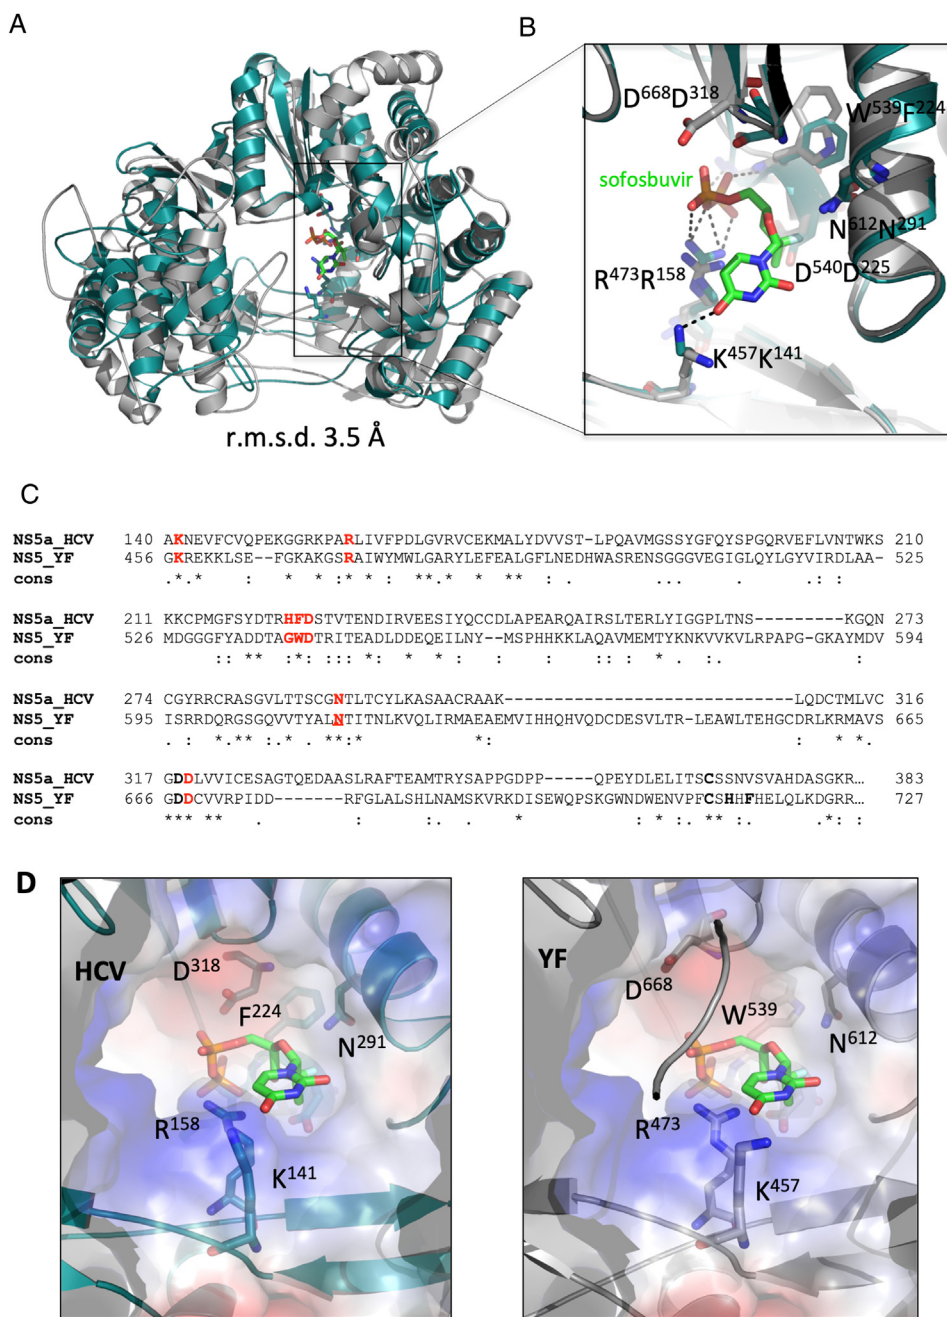 A
B
D⁶⁶⁸D³¹⁸
W⁵³⁹F²²⁴
sofosbuvir
N⁶¹²N²⁹¹
R⁴⁷³R¹⁵⁸
D⁵⁴⁰D²²⁵
K⁴⁵⁷K¹⁴¹
r.m.s.d. 3.5 Å
C
NS5a_HCV 140 AKNEVFCVQPEKGGRKPARLIVFPDLGVRVCEKMALYDVVST-LPQAVMGSSYGFQYSPGQRVEFLVNTWKS 210
NS5_YF 456 GKREKKLSE--FGKAKGSRAIWYMWLGARYLEFEALGFLNEDHWASRENSGGGVEGIGLQYLGYVIRDLAA- 525
cons .*.* : * * :* * * **.* ** ** : . .. . : .: :
NS5a_HCV 211 KKCPMGFSYDTRHFDSTVTENDIRVEESIYQCCDLAPEARQAIRSLTERLYIGGPLTNS---------KGQN 273
NS5_YF 526 MDGGGFYADDTAGWDTRITEADLDDEQEILNY--MSPHHKKLAQAVMEMTYKNKVVKVLRPAPG-GKAYMDV 594
cons :: ** :*: ::: * *: * : : : : : * . : :
NS5a_HCV 274 CGYRRCRASGVLTTSCGNTLTCYLKASAACRAAK------------------------------LQDCTMLVC 316
NS5_YF 595 ISRRDQRGSGQVVTYALNTITNLKVQLIRMAEAEMVIHHQHVQDCDESVLTR-LEAWLTEHGCDRLKRMAVS 665
cons . : *..* :. **:* *: : : .
NS5a_HCV 317 GDDLVVICESAGTQEDAASLRAFTEAMTRYSAPPGDPP-----QPEYDLELITSCSSNVSVAHDASGKR… 383
NS5_YF 666 GDDCVVRPIDD-------RFGLALSHLNAMSKVRKDISEWQPSKGWNDWENVPFCSHHFHELQLKDGRR… 727
cons *** ** . : : . * : * * : ** : .*: :
D
HCV
D³¹⁸
F²²⁴
N²⁹¹
R¹⁵⁸
K¹⁴¹
YF
D⁶⁶⁸
W⁵³⁹
N⁶¹²
R⁴⁷³
K⁴⁵⁷